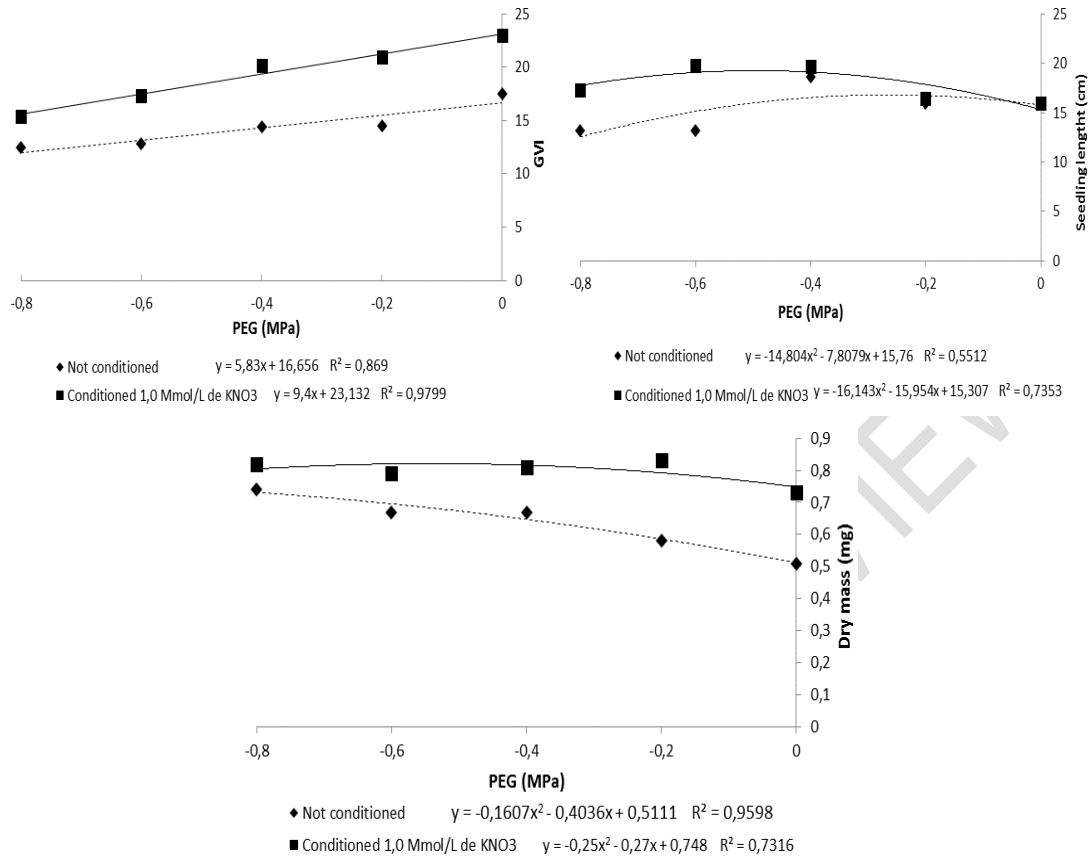 25
20
15
10
5
0
GVI
-0,8 -0,6 -0,4 -0,2 0
PEG (MPa)
◆ Not conditioned y = 5,83x + 16,656 R² = 0,869
■ Conditioned 1,0 Mmol/L de KNO3 y = 9,4x + 23,132 R² = 0,9799
25
20
15
10
5
0
Seedling lenght (cm)
-0,8 -0,6 -0,4 -0,2 0
PEG (MPa)
◆ Not conditioned y = -14,804x² - 7,8079x + 15,76 R² = 0,5512
■ Conditioned 1,0 Mmol/L de KNO3 y = -16,143x² - 15,954x + 15,307 R² = 0,7353
0,9
0,8
0,7
0,6
0,5
0,4
0,3
0,2
0,1
0
Dry mass (mg)
-0,8 -0,6 -0,4 -0,2 0
PEG (MPa)
◆ Not conditioned y = -0,1607x² - 0,4036x + 0,5111 R² = 0,9598
■ Conditioned 1,0 Mmol/L de KNO3 y = -0,25x² - 0,27x + 0,748 R² = 0,7316